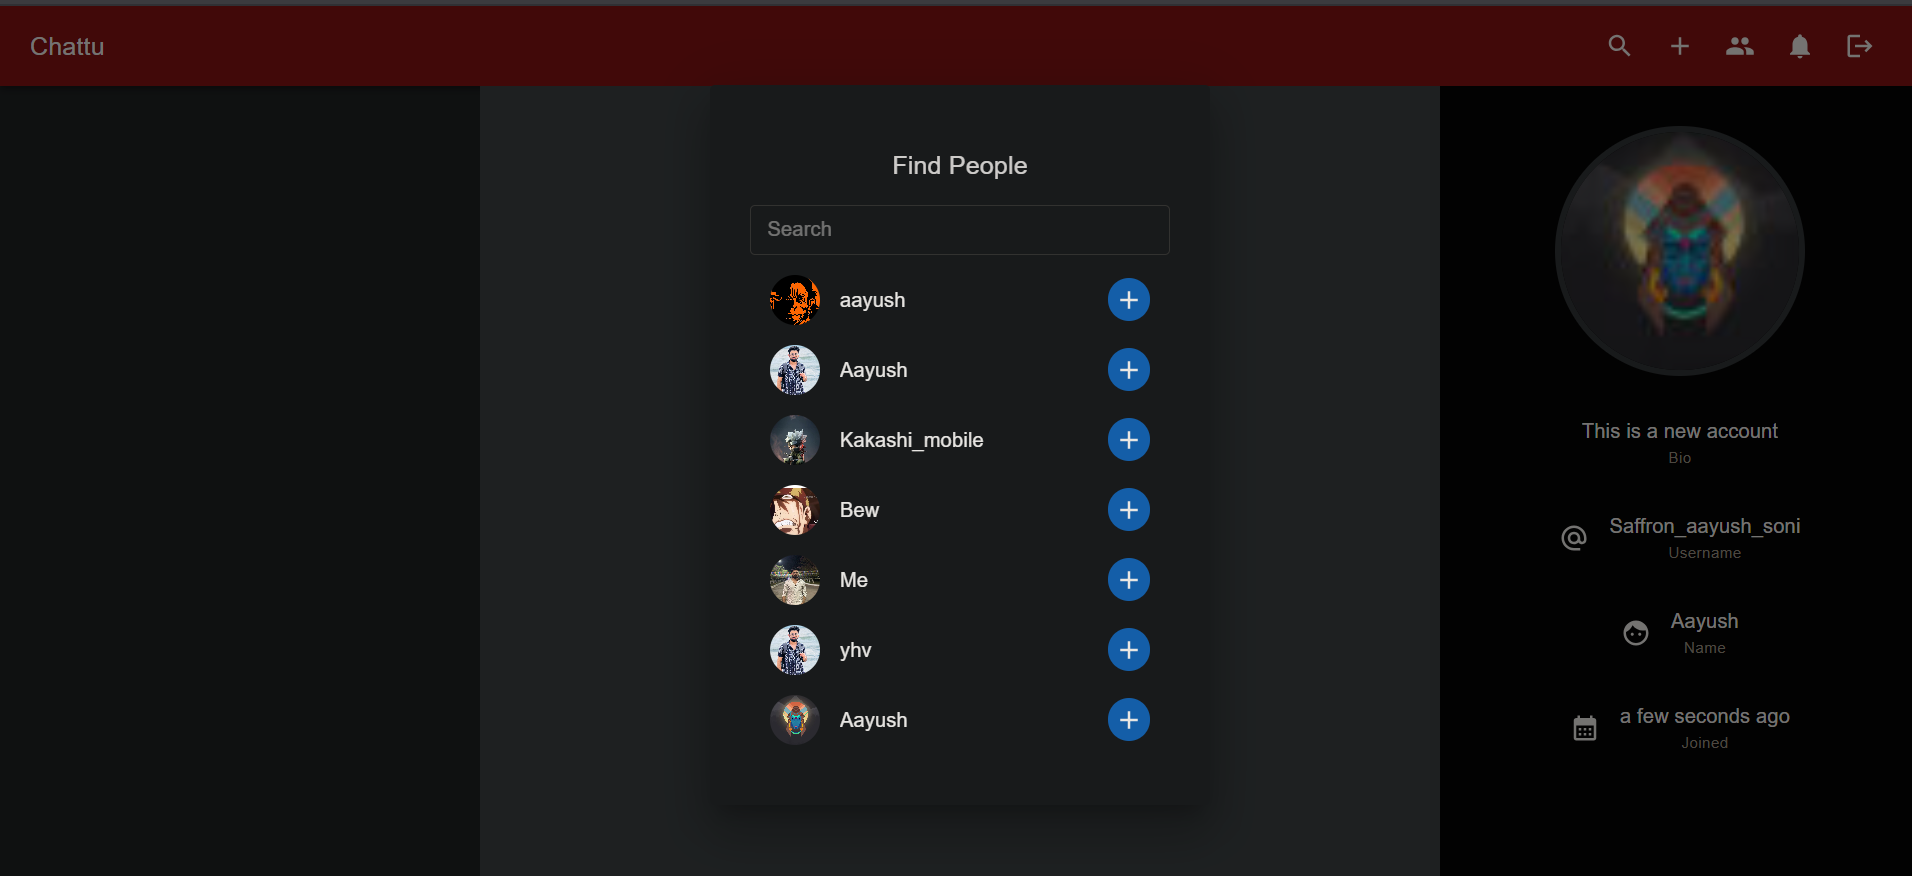 Chattu
Find People
Search
aayush
Aayush
Kakashi_mobile
Bew
Me
yhv
Aayush
This is a new account
Bio
Saffron_aayush_soni
Username
Aayush
Name
a few seconds ago
Joined